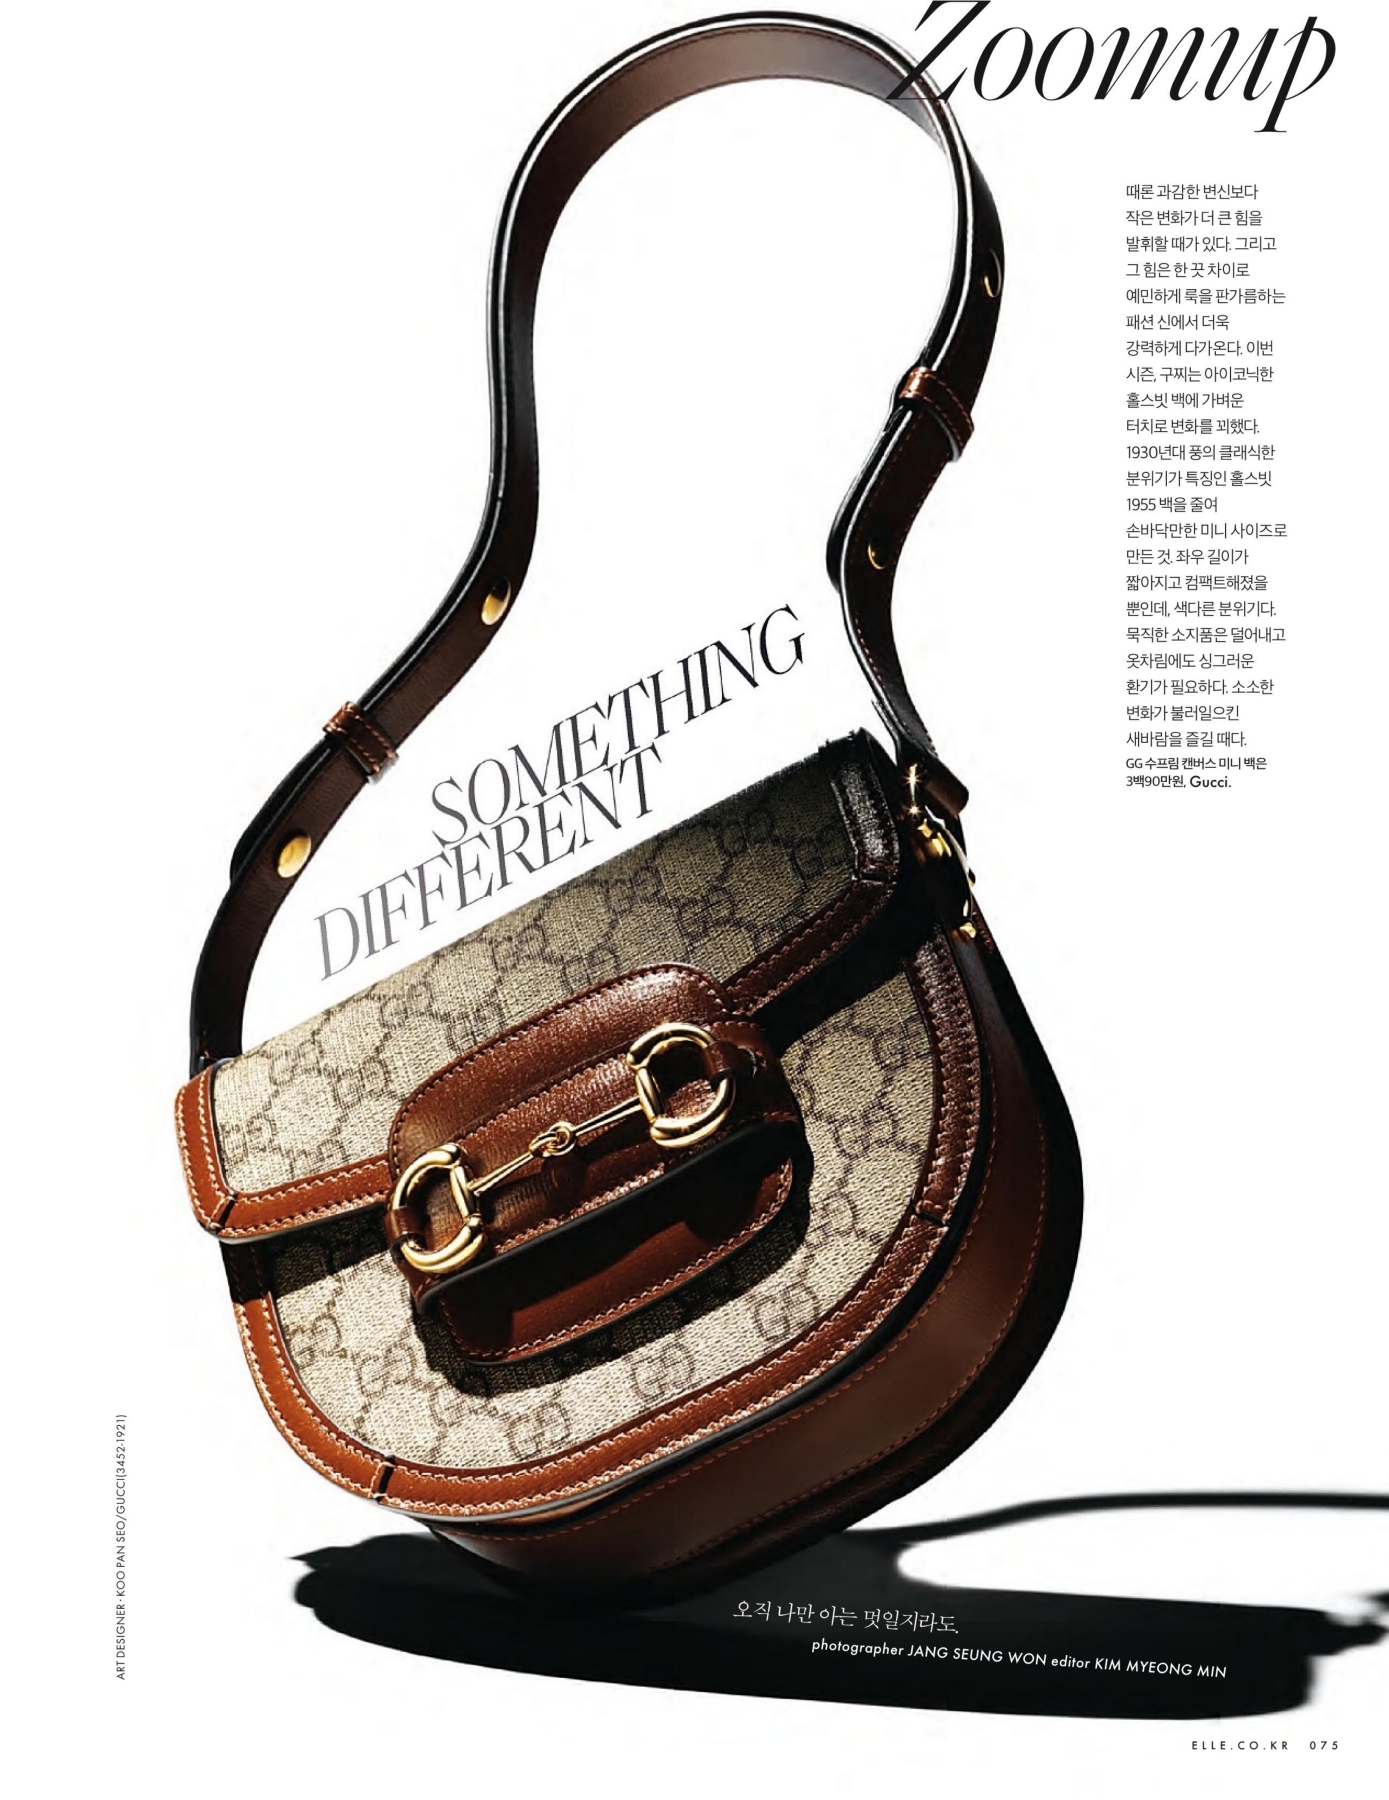 Zoomup
때론 과감한 변신보다
작은 변화가 더 큰 힘을
발휘할 때가 있다. 그리고
그 힘은 한 끗 차이로
예민하게 룩을 판가름하는
패션 신에서 더욱
강력하게 다가온다. 이번
시즌, 구찌는 아이코닉한
홀스빗 백에 가벼운
터치로 변화를 꾀했다.
1930년대 풍의 클래식한
분위기가 특징인 홀스빗
1955 백을 줄여
손바닥만한 미니 사이즈로
만든 것. 좌우 길이가
짧아지고 컴팩트해졌을
뿐인데, 색다른 분위기다.
묵직한 소지품은 덜어내고
옷차림에도 싱그러운
환기가 필요하다. 소소한
변화가 불러일으킨
새바람을 즐길 때다.
GG 수프림 캔버스 미니 백은
3백90만원, Gucci.
SOMETHING
DIFFERENT
오직 나만 아는 멋일지라도.
photographer JANG SEUNG WON editor KIM MYEONG MIN
ART DESIGNER · KOO PAN SEO/GUCCI(3452-1921)
ELLE.CO.KR 075